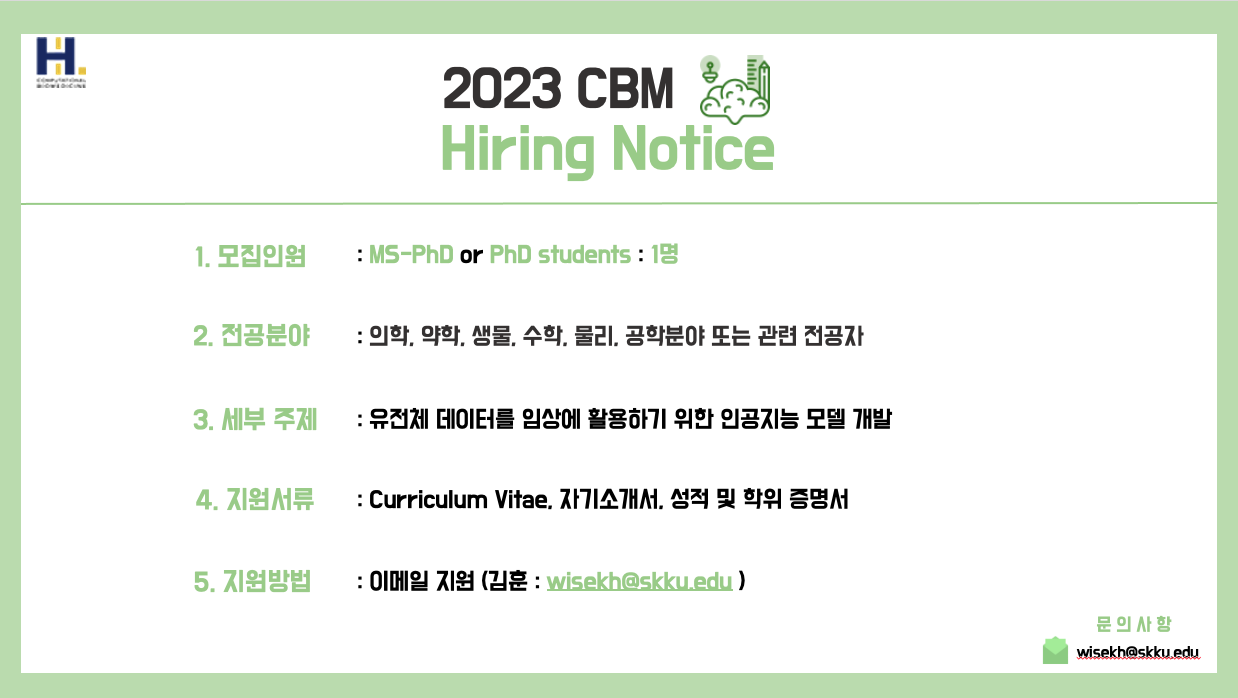 H.
COMPUTATIONAL
BIOMEDICINE
2023 CBM
Hiring Notice
1. 모집인원 : MS-PhD or PhD students : 1명
2. 전공분야 : 의학, 약학, 생물, 수학, 물리, 공학분야 또는 관련 전공자
3. 세부 주제 : 유전체 데이터를 임상에 활용하기 위한 인공지능 모델 개발
4. 지원서류 : Curriculum Vitae, 자기소개서, 성적 및 학위 증명서
5. 지원방법 : 이메일 지원 (김훈 : wisekh@skku.edu )
문의사항
wisekh@skku.edu